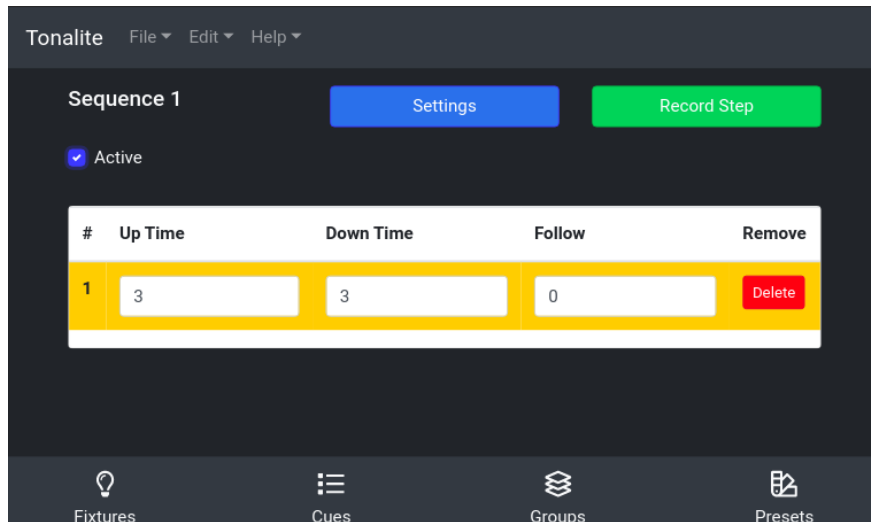 Tonalite File Edit Help
Sequence 1 Settings Record Step
Active
# Up Time Down Time Follow Remove
1 3 3 0 Delete
Fixtures Cues Groups Presets